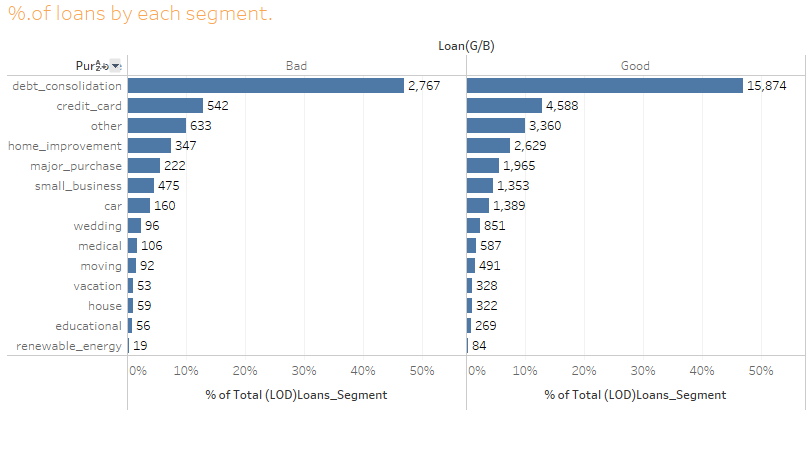 %.of loans by each segment.
Loan(G/B)
Bad Good
debt_consolidation 2,767 15,874
credit_card 542 4,588
other 633 3,360
home_improvement 347 2,629
major_purchase 222 1,965
small_business 475 1,353
car 160 1,389
wedding 96 851
medical 106 587
moving 92 491
vacation 53 328
house 59 322
educational 56 269
renewable_energy 19 84
0% 10% 20% 30% 40% 50% 0% 10% 20% 30% 40% 50%
% of Total (LOD)Loans_Segment % of Total (LOD)Loans_Segment